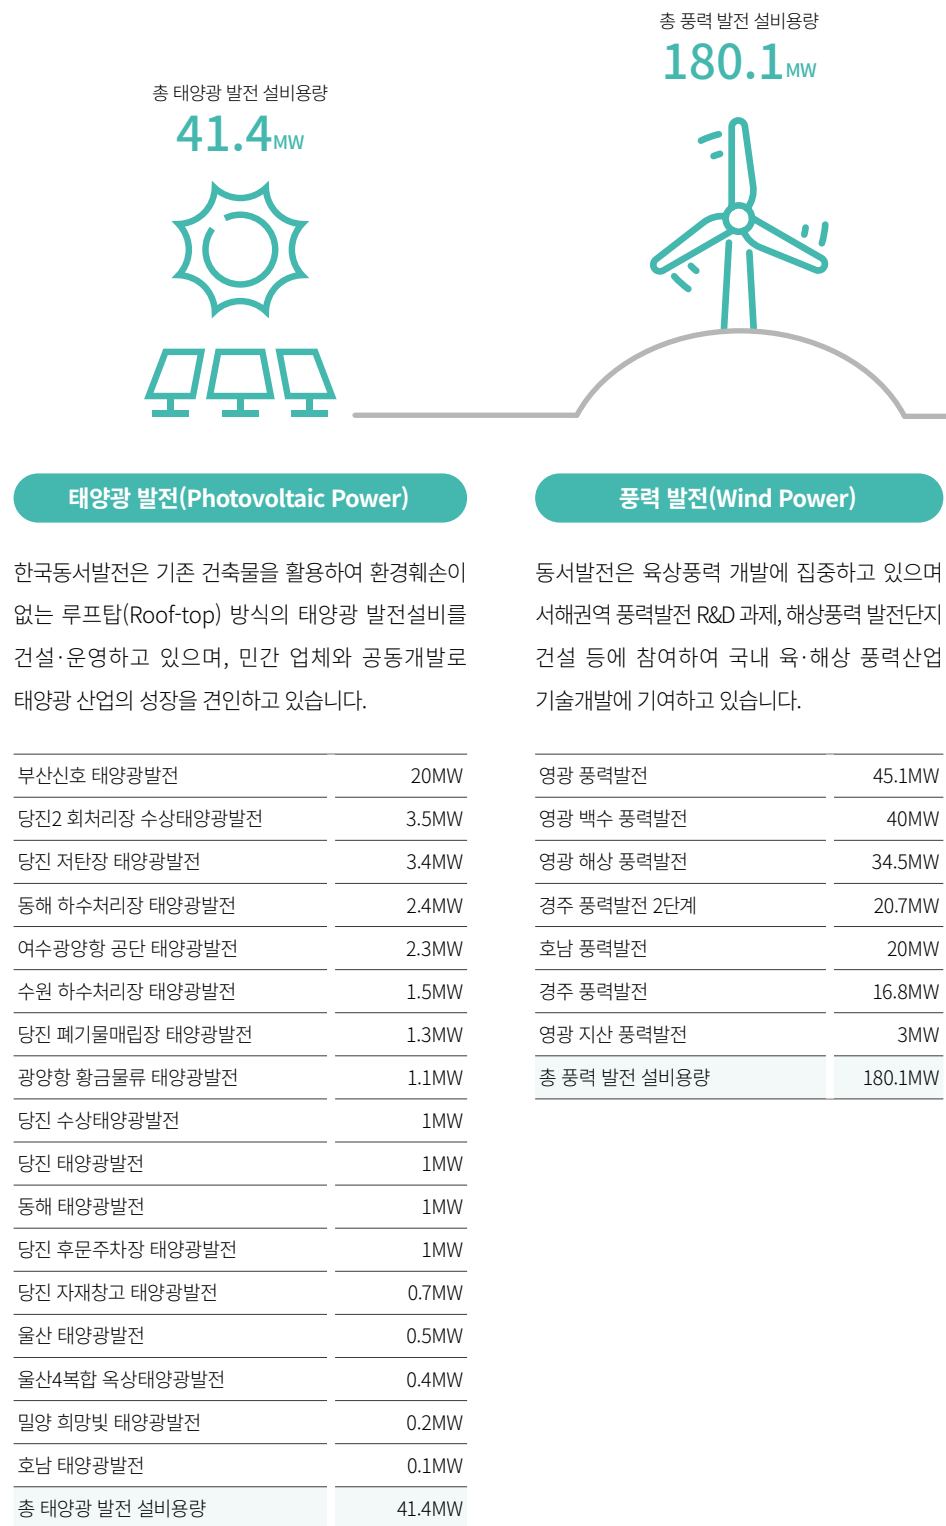 총 태양광 발전 설비용량
41.4MW
총 풍력 발전 설비용량
180.1MW
태양광 발전(Photovoltaic Power)
한국동서발전은 기존 건축물을 활용하여 환경훼손이
없는 루프탑(Roof-top) 방식의 태양광 발전설비를
건설·운영하고 있으며, 민간 업체와 공동개발로
태양광 산업의 성장을 견인하고 있습니다.
부산신호 태양광발전 20MW
당진2 회처리장 수상태양광발전 3.5MW
당진 저탄장 태양광발전 3.4MW
동해 하수처리장 태양광발전 2.4MW
여수광양항 공단 태양광발전 2.3MW
수원 하수처리장 태양광발전 1.5MW
당진 폐기물매립장 태양광발전 1.3MW
광양항 황금물류 태양광발전 1.1MW
당진 수상태양광발전 1MW
당진 태양광발전 1MW
동해 태양광발전 1MW
당진 후문주차장 태양광발전 1MW
당진 자재창고 태양광발전 0.7MW
울산 태양광발전 0.5MW
울산4복합 옥상태양광발전 0.4MW
밀양 희망빛 태양광발전 0.2MW
호남 태양광발전 0.1MW
총 태양광 발전 설비용량 41.4MW
풍력 발전(Wind Power)
동서발전은 육상풍력 개발에 집중하고 있으며
서해권역 풍력발전 R&D 과제, 해상풍력 발전단지
건설 등에 참여하여 국내 육·해상 풍력산업
기술개발에 기여하고 있습니다.
영광 풍력발전 45.1MW
영광 백수 풍력발전 40MW
영광 해상 풍력발전 34.5MW
경주 풍력발전 2단계 20.7MW
호남 풍력발전 20MW
경주 풍력발전 16.8MW
영광 지산 풍력발전 3MW
총 풍력 발전 설비용량 180.1MW